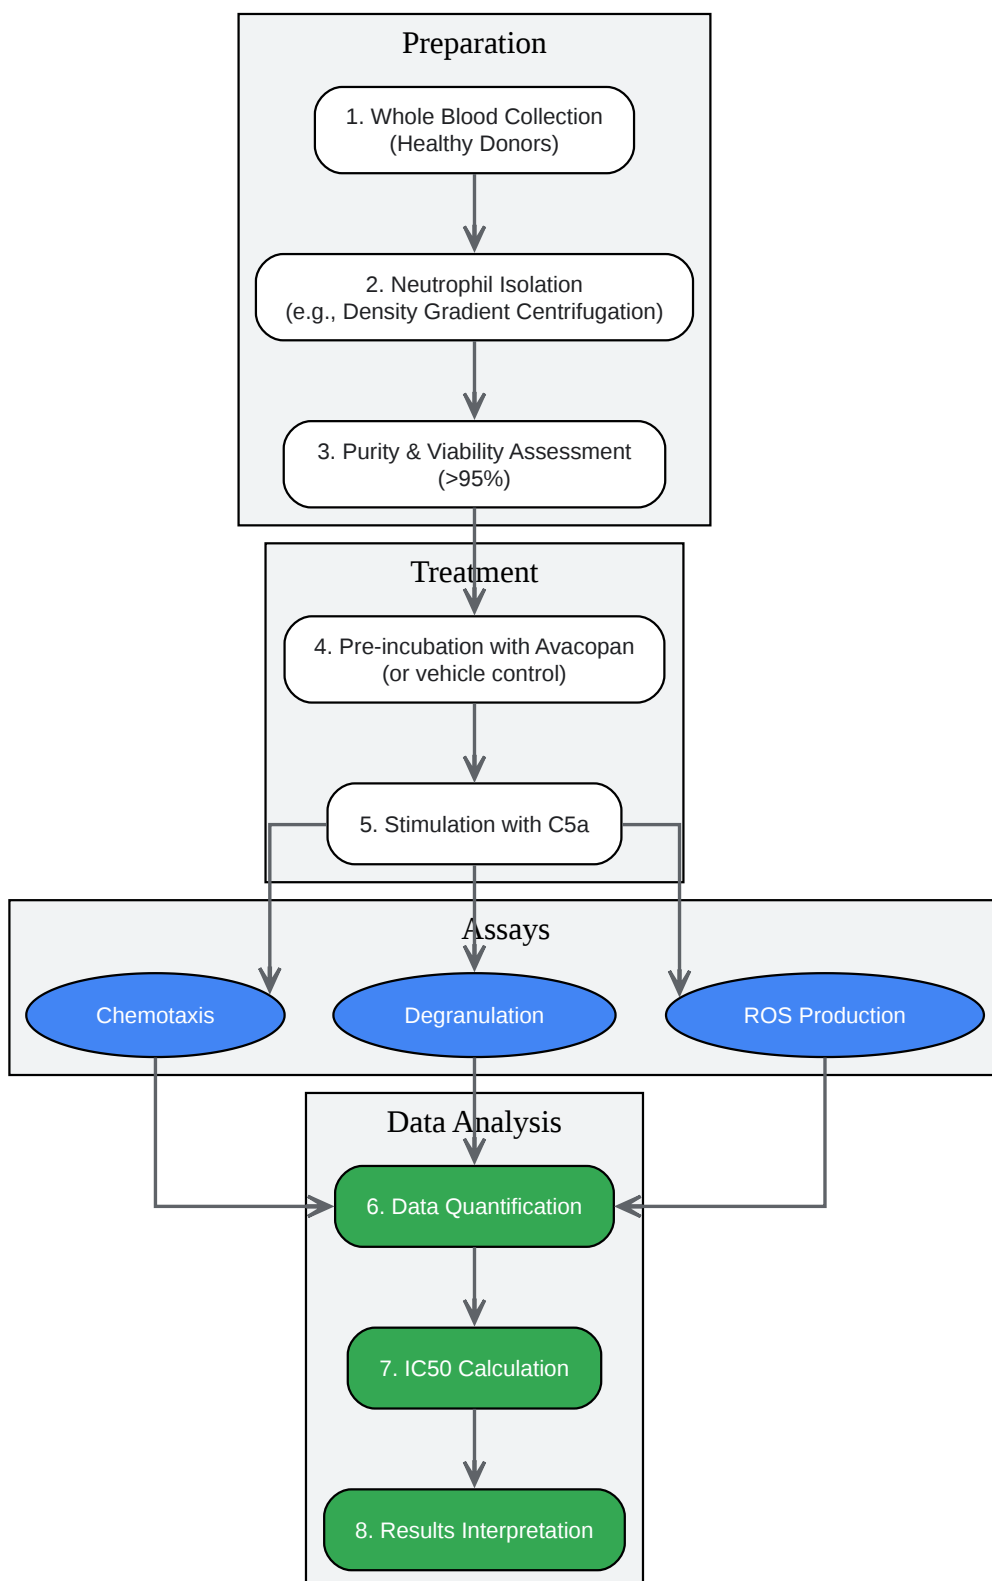 Preparation
1. Whole Blood Collection
(Healthy Donors)
2. Neutrophil Isolation
(e.g., Density Gradient Centrifugation)
3. Purity & Viability Assessment
(>95%)
Treatment
4. Pre-incubation with Avacopan
(or vehicle control)
5. Stimulation with C5a
Assays
Chemotaxis
Degranulation
ROS Production
Data Analysis
6. Data Quantification
7. IC50 Calculation
8. Results Interpretation